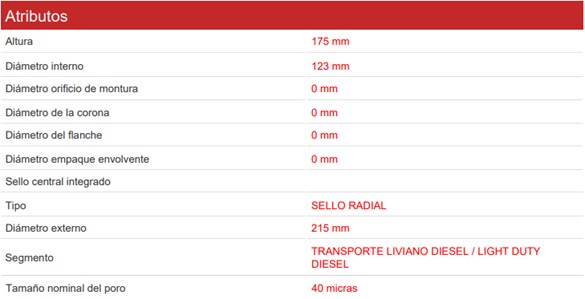 Atributos
Altura 175 mm
Diámetro interno 123 mm
Diámetro orificio de montura 0 mm
Diámetro de la corona 0 mm
Diámetro del flanche 0 mm
Diámetro empaque envolvente 0 mm
Sello central integrado
Tipo SELLO RADIAL
Diámetro externo 215 mm
Segmento TRANSPORTE LIVIANO DIESEL / LIGHT DUTY
DIESEL
Tamaño nominal del poro 40 micras